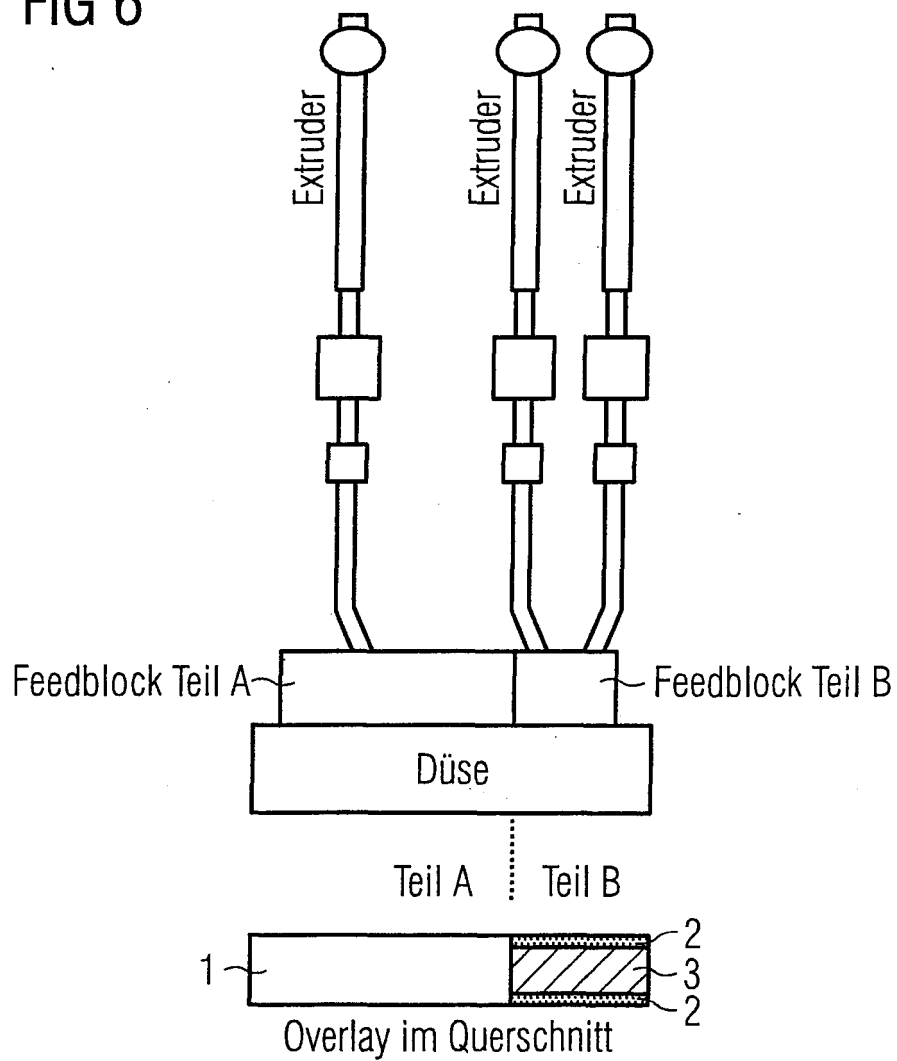 FIG 6
Extruder
Extruder
Extruder
Feedblock Teil A
Feedblock Teil B
Düse
Teil A
Teil B
2
1
3
2
Overlay im Querschnitt